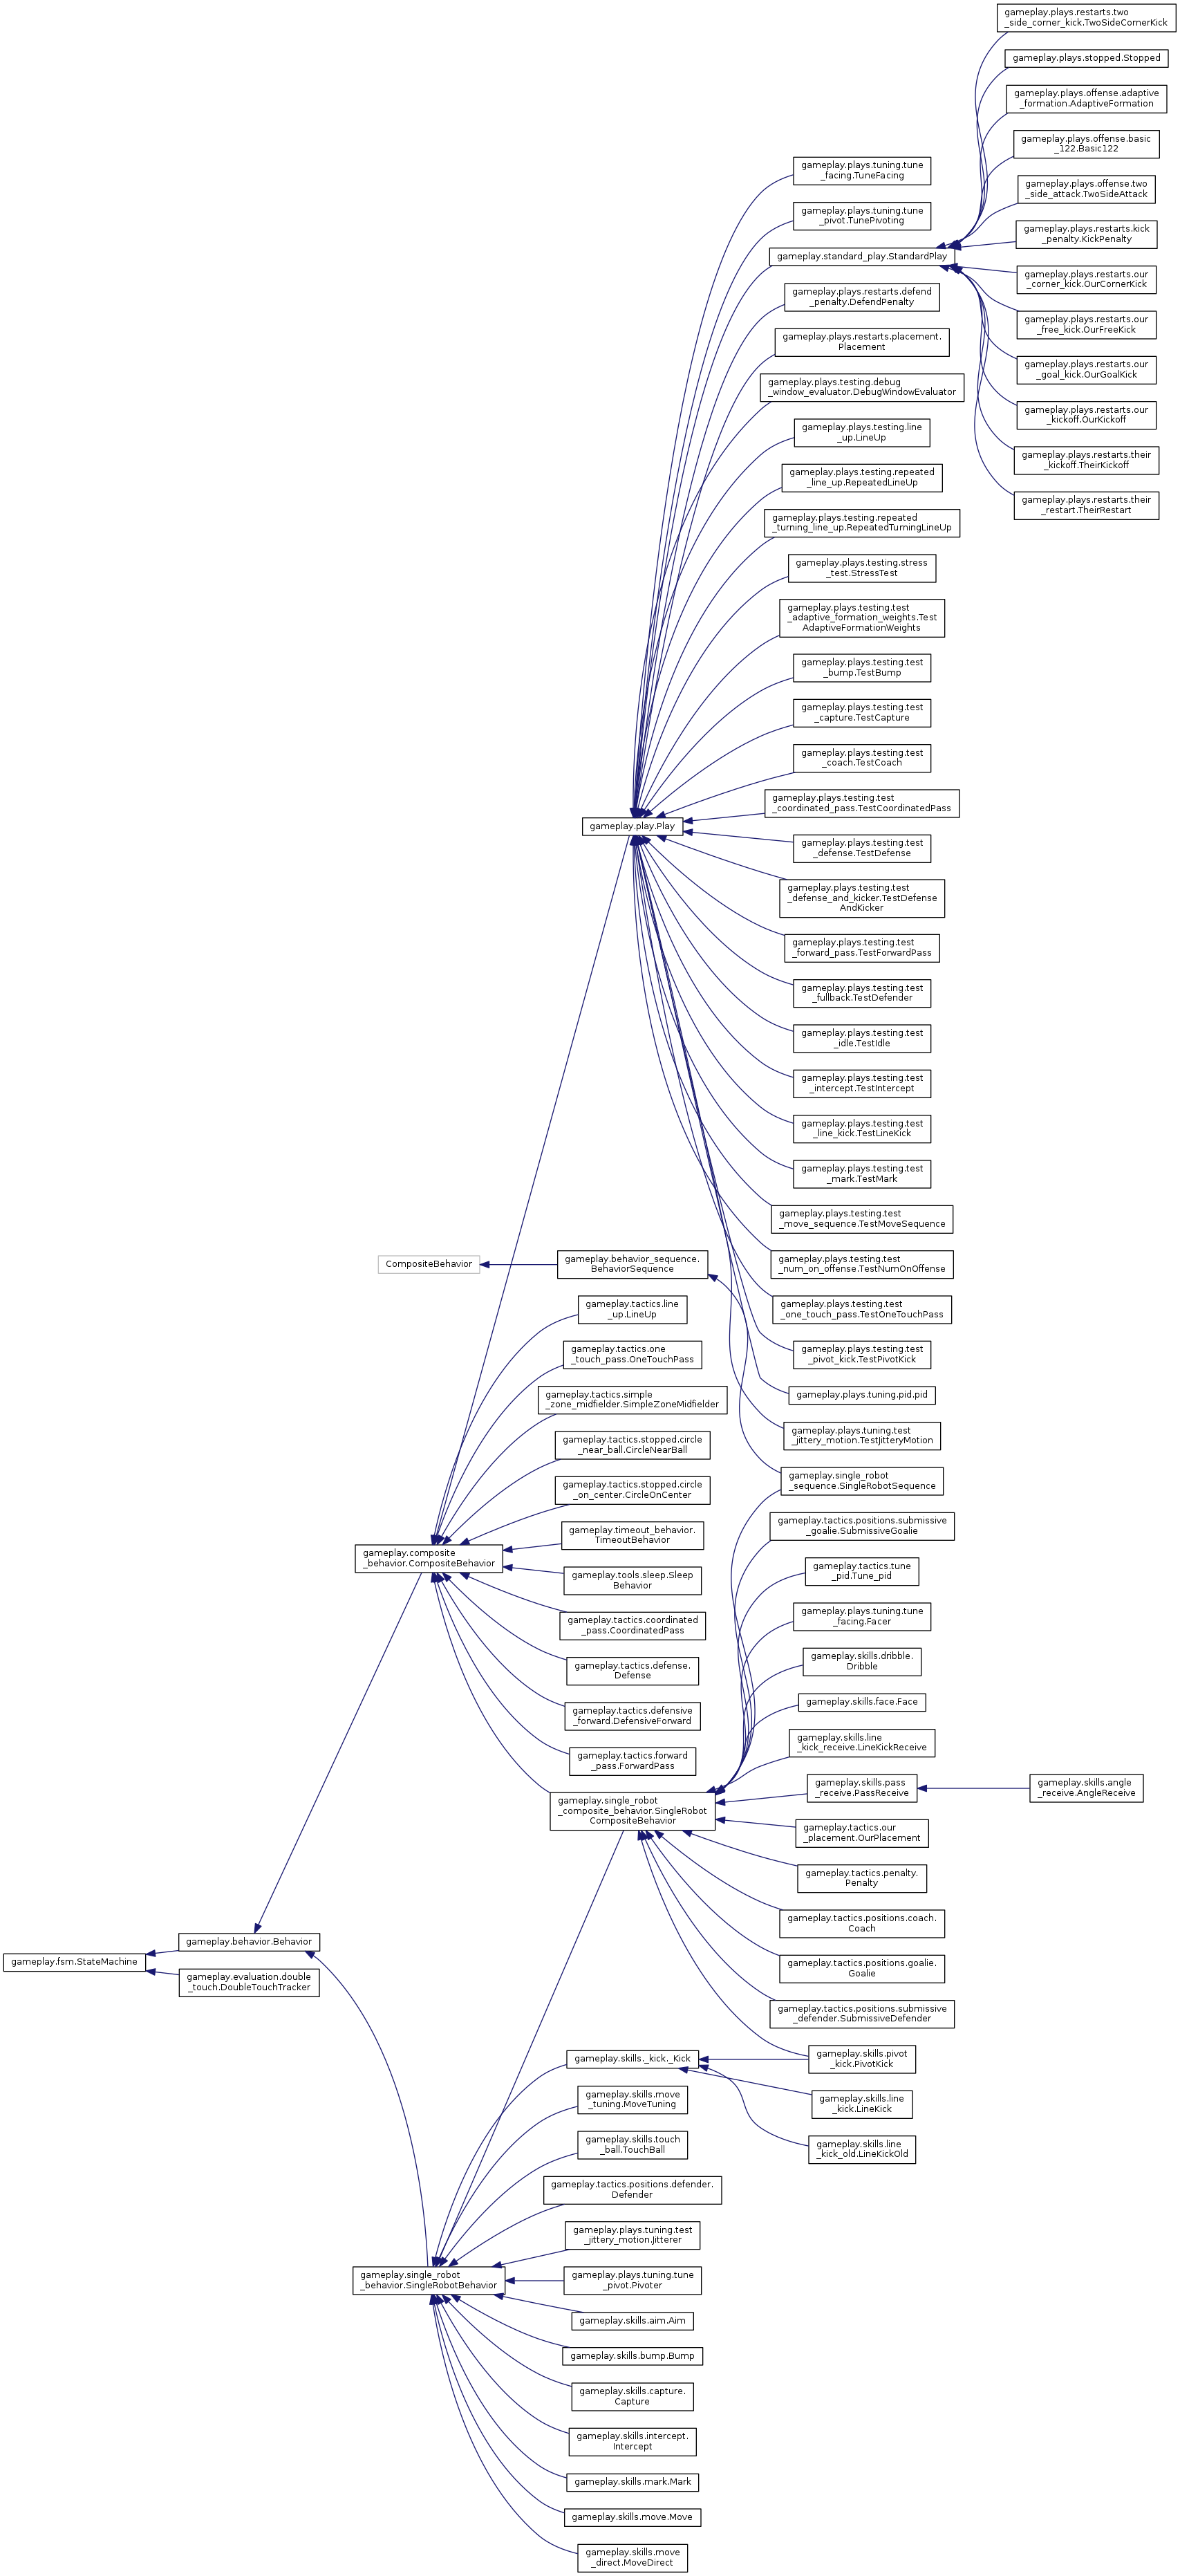 gameplay.plays.restarts.two
_side_corner_kick.TwoSideCornerKick
gameplay.plays.stopped.Stopped
gameplay.plays.offense.adaptive
_formation.AdaptiveFormation
gameplay.plays.offense.basic
_122.Basic122
gameplay.plays.offense.two
_side_attack.TwoSideAttack
gameplay.plays.restarts.kick
_penalty.KickPenalty
gameplay.plays.restarts.our
_corner_kick.OurCornerKick
gameplay.plays.restarts.our
_free_kick.OurFreeKick
gameplay.plays.restarts.our
_goal_kick.OurGoalKick
gameplay.plays.restarts.our
_kickoff.OurKickoff
gameplay.plays.restarts.their
_kickoff.TheirKickoff
gameplay.plays.restarts.their
_restart.TheirRestart
gameplay.plays.tuning.tune
_facing.TuneFacing
gameplay.plays.tuning.tune
_pivot.TunePivoting
gameplay.standard_play.StandardPlay
gameplay.plays.restarts.defend
_penalty.DefendPenalty
gameplay.plays.restarts.placement.
Placement
gameplay.plays.testing.debug
_window_evaluator.DebugWindowEvaluator
gameplay.plays.testing.line
_up.LineUp
gameplay.plays.testing.repeated
_line_up.RepeatedLineUp
gameplay.plays.testing.repeated
_turning_line_up.RepeatedTurningLineUp
gameplay.plays.testing.stress
_test.StressTest
gameplay.plays.testing.test
_adaptive_formation_weights.Test
AdaptiveFormationWeights
gameplay.plays.testing.test
_bump.TestBump
gameplay.plays.testing.test
_capture.TestCapture
gameplay.plays.testing.test
_coach.TestCoach
gameplay.plays.testing.test
_coordinated_pass.TestCoordinatedPass
gameplay.play.Play
gameplay.plays.testing.test
_defense.TestDefense
gameplay.plays.testing.test
_defense_and_kicker.TestDefense
AndKicker
gameplay.plays.testing.test
_forward_pass.TestForwardPass
gameplay.plays.testing.test
_fullback.TestDefender
gameplay.plays.testing.test
_idle.TestIdle
gameplay.plays.testing.test
_intercept.TestIntercept
gameplay.plays.testing.test
_line_kick.TestLineKick
gameplay.plays.testing.test
_mark.TestMark
gameplay.plays.testing.test
_move_sequence.TestMoveSequence
gameplay.plays.testing.test
_num_on_offense.TestNumOnOffense
gameplay.plays.testing.test
_one_touch_pass.TestOneTouchPass
gameplay.plays.testing.test
_pivot_kick.TestPivotKick
gameplay.plays.tuning.pid.pid
gameplay.plays.tuning.test
_jittery_motion.TestJitteryMotion
CompositeBehavior
gameplay.behavior_sequence.
BehaviorSequence
gameplay.tactics.line
_up.LineUp
gameplay.tactics.one
_touch_pass.OneTouchPass
gameplay.tactics.simple
_zone_midfielder.SimpleZoneMidfielder
gameplay.tactics.stopped.circle
_near_ball.CircleNearBall
gameplay.tactics.stopped.circle
_on_center.CircleOnCenter
gameplay.timeout_behavior.
TimeoutBehavior
gameplay.composite
_behavior.CompositeBehavior
gameplay.tools.sleep.Sleep
Behavior
gameplay.tactics.coordinated
_pass.CoordinatedPass
gameplay.tactics.defense.
Defense
gameplay.tactics.defensive
_forward.DefensiveForward
gameplay.tactics.forward
_pass.ForwardPass
gameplay.single_robot
_composite_behavior.SingleRobot
CompositeBehavior
gameplay.single_robot
_sequence.SingleRobotSequence
gameplay.tactics.positions.submissive
_goalie.SubmissiveGoalie
gameplay.tactics.tune
_pid.Tune_pid
gameplay.plays.tuning.tune
_facing.Facer
gameplay.skills.dribble.
Dribble
gameplay.skills.face.Face
gameplay.skills.line
_kick_receive.LineKickReceive
gameplay.skills.pass
_receive.PassReceive
gameplay.skills.angle
_receive.AngleReceive
gameplay.tactics.our
_placement.OurPlacement
gameplay.tactics.penalty.
Penalty
gameplay.tactics.positions.coach.
Coach
gameplay.tactics.positions.goalie.
Goalie
gameplay.tactics.positions.submissive
_defender.SubmissiveDefender
gameplay.skills.pivot
_kick.PivotKick
gameplay.skills.line
_kick.LineKick
gameplay.skills.line
_kick_old.LineKickOld
gameplay.fsm.StateMachine
gameplay.behavior.Behavior
gameplay.evaluation.double
_touch.DoubleTouchTracker
gameplay.skills._kick._Kick
gameplay.skills.move
_tuning.MoveTuning
gameplay.skills.touch
_ball.TouchBall
gameplay.tactics.positions.defender.
Defender
gameplay.plays.tuning.test
_jittery_motion.Jitterer
gameplay.single_robot
_behavior.SingleRobotBehavior
gameplay.plays.tuning.tune
_pivot.Pivoter
gameplay.skills.aim.Aim
gameplay.skills.bump.Bump
gameplay.skills.capture.
Capture
gameplay.skills.intercept.
Intercept
gameplay.skills.mark.Mark
gameplay.skills.move.Move
gameplay.skills.move
_direct.MoveDirect